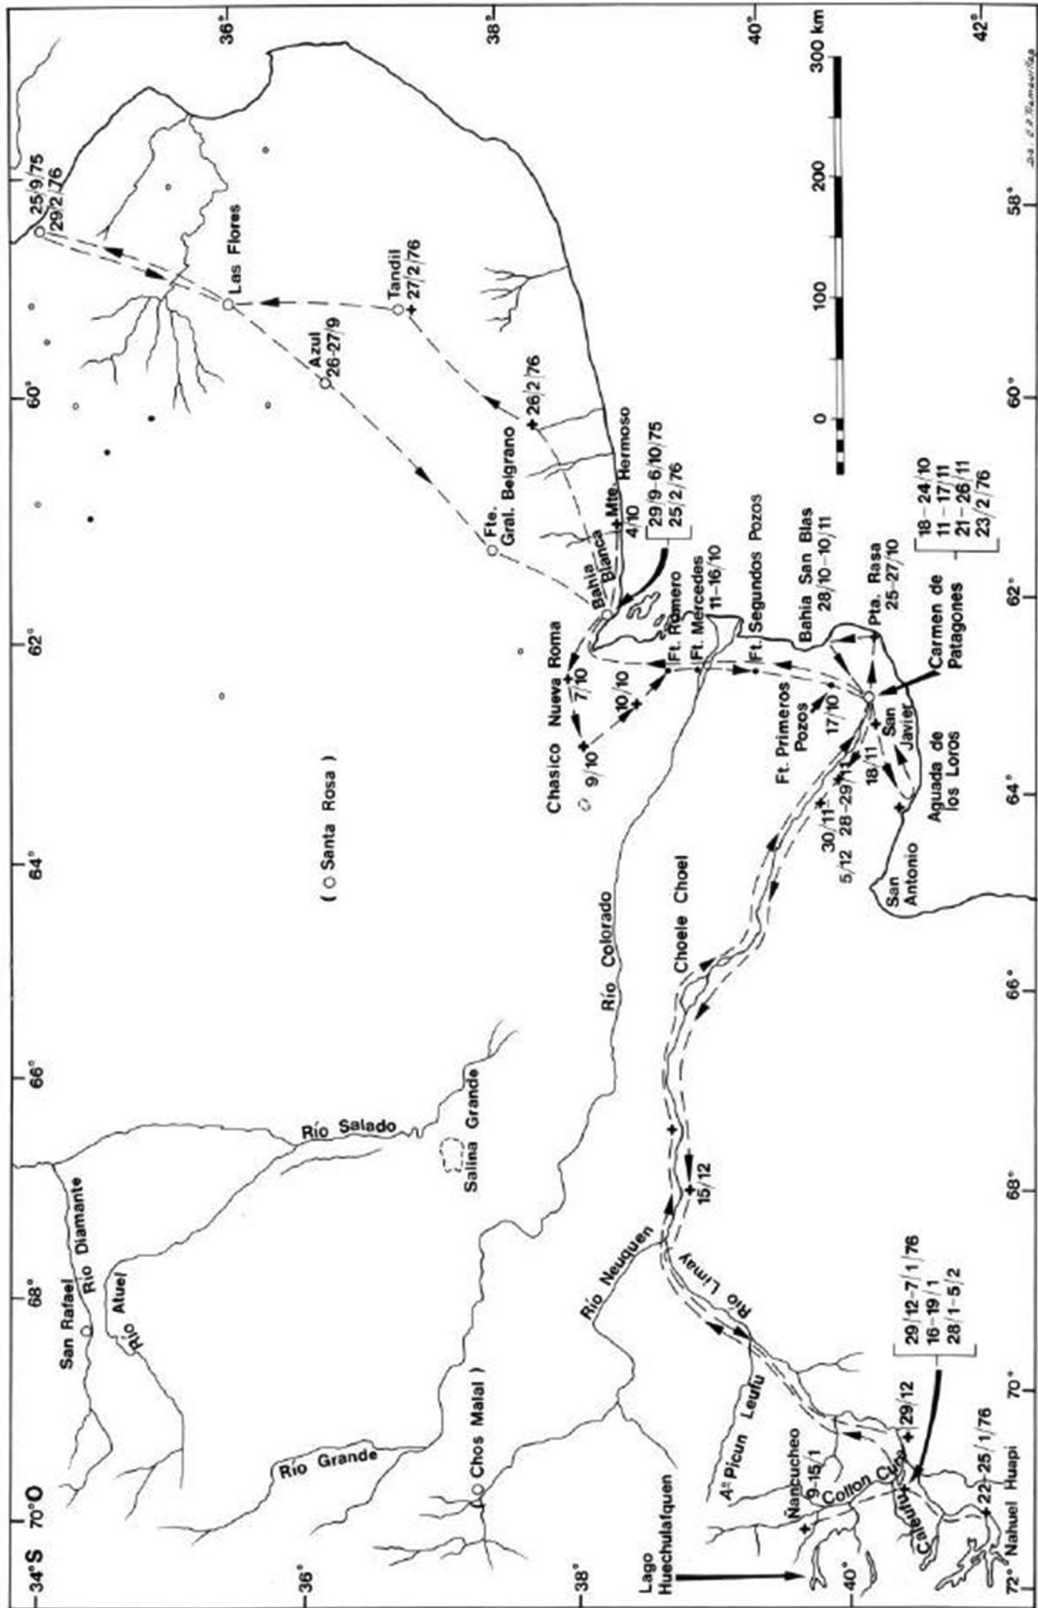 34°S
36°
38°
40°
72°
70°O
68°
66°
64°
62°
60°
36°
38°
40°
42°
58°
60°
62°
64°
66°
68°
70°
25/9/75
29/2/76
Las Flores
Azul
26-27/9
Tandil
27/2/76
26/2/76
Fte.
Gral. Belgrano
Mte. Hermoso
4/10
29/9-6/10/75
25/2/76
Bahia
Blanca
Nueva Roma
7/10
Chasico
9/10
10/10
Ft. Romero
Ft. Mercedes
11-16/10
Ft. Segundos Pozos
Ft. Primeros
Pozos
17/10
Bahia San Blas
28/10-10/11
Pta. Rasa
25-27/10
Carmen de
Patagones
18-24/10
11-17/11
21-26/11
23/2/76
San
Javier
18/11
28-29/11
30/11
5/12
Aguada de
los Loros
San
Antonio
0
100
200
300 km
( Santa Rosa )
Río Colorado
Choele Choel
15/12
Río Salado
Salina Grande
Río Diamante
San Rafael
Río Atuel
Río Grande
Chos Malal )
Río Neuquen
Río Limay
A° Picun Leufu
Ñancucheo
9-15/1
Collon Cura
Caleufu
29/12
29/12-7/1/76
16-19/1
28/1-5/2
22-25/1/76
Nahuel Huapi
Lago
Huechulafquen